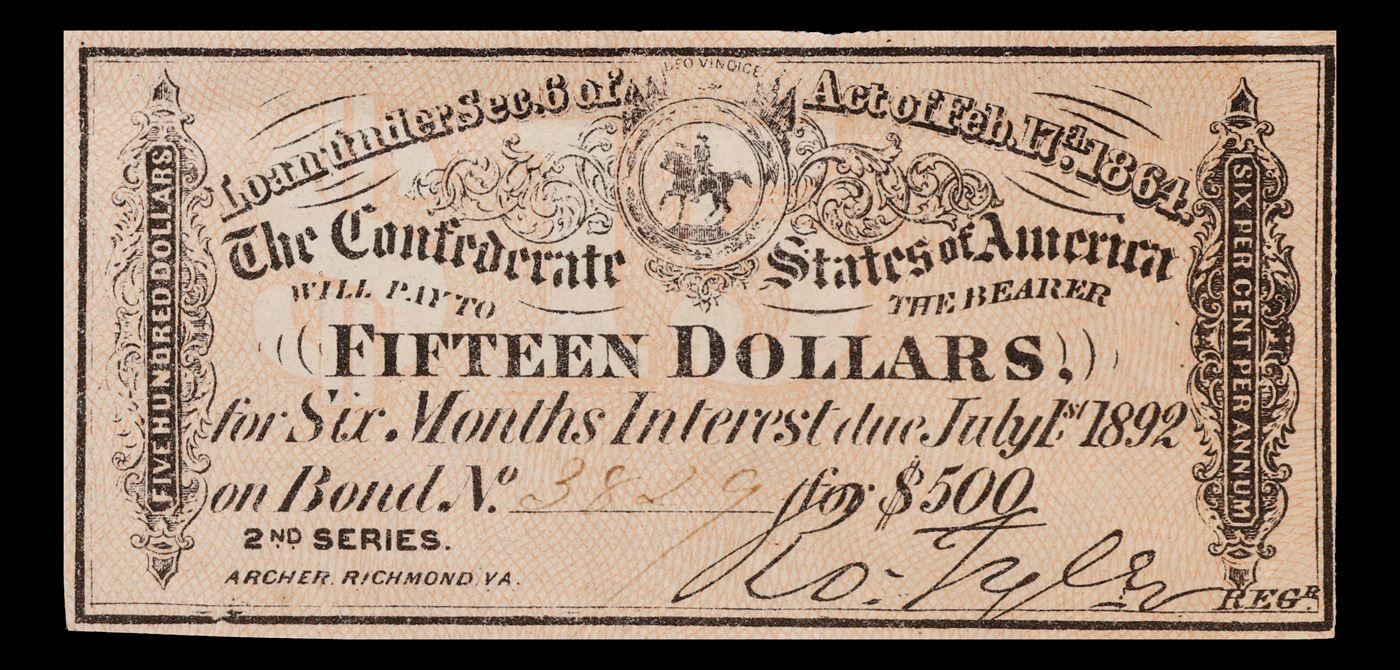 DEO VINDICE
Loan under Sec. 6 of Act of Feb. 17th 1864.
The Confederate States of America
WILL PAY TO THE BEARER
FIFTEEN DOLLARS,
for Six Months Interest due July 1st 1892
on Bond No. 3829 for $500
2ND SERIES.
ARCHER. RICHMOND. VA.
Ro. Tyler REGR.
FIVE HUNDRED DOLLARS
SIX PER CENT PER ANNUM